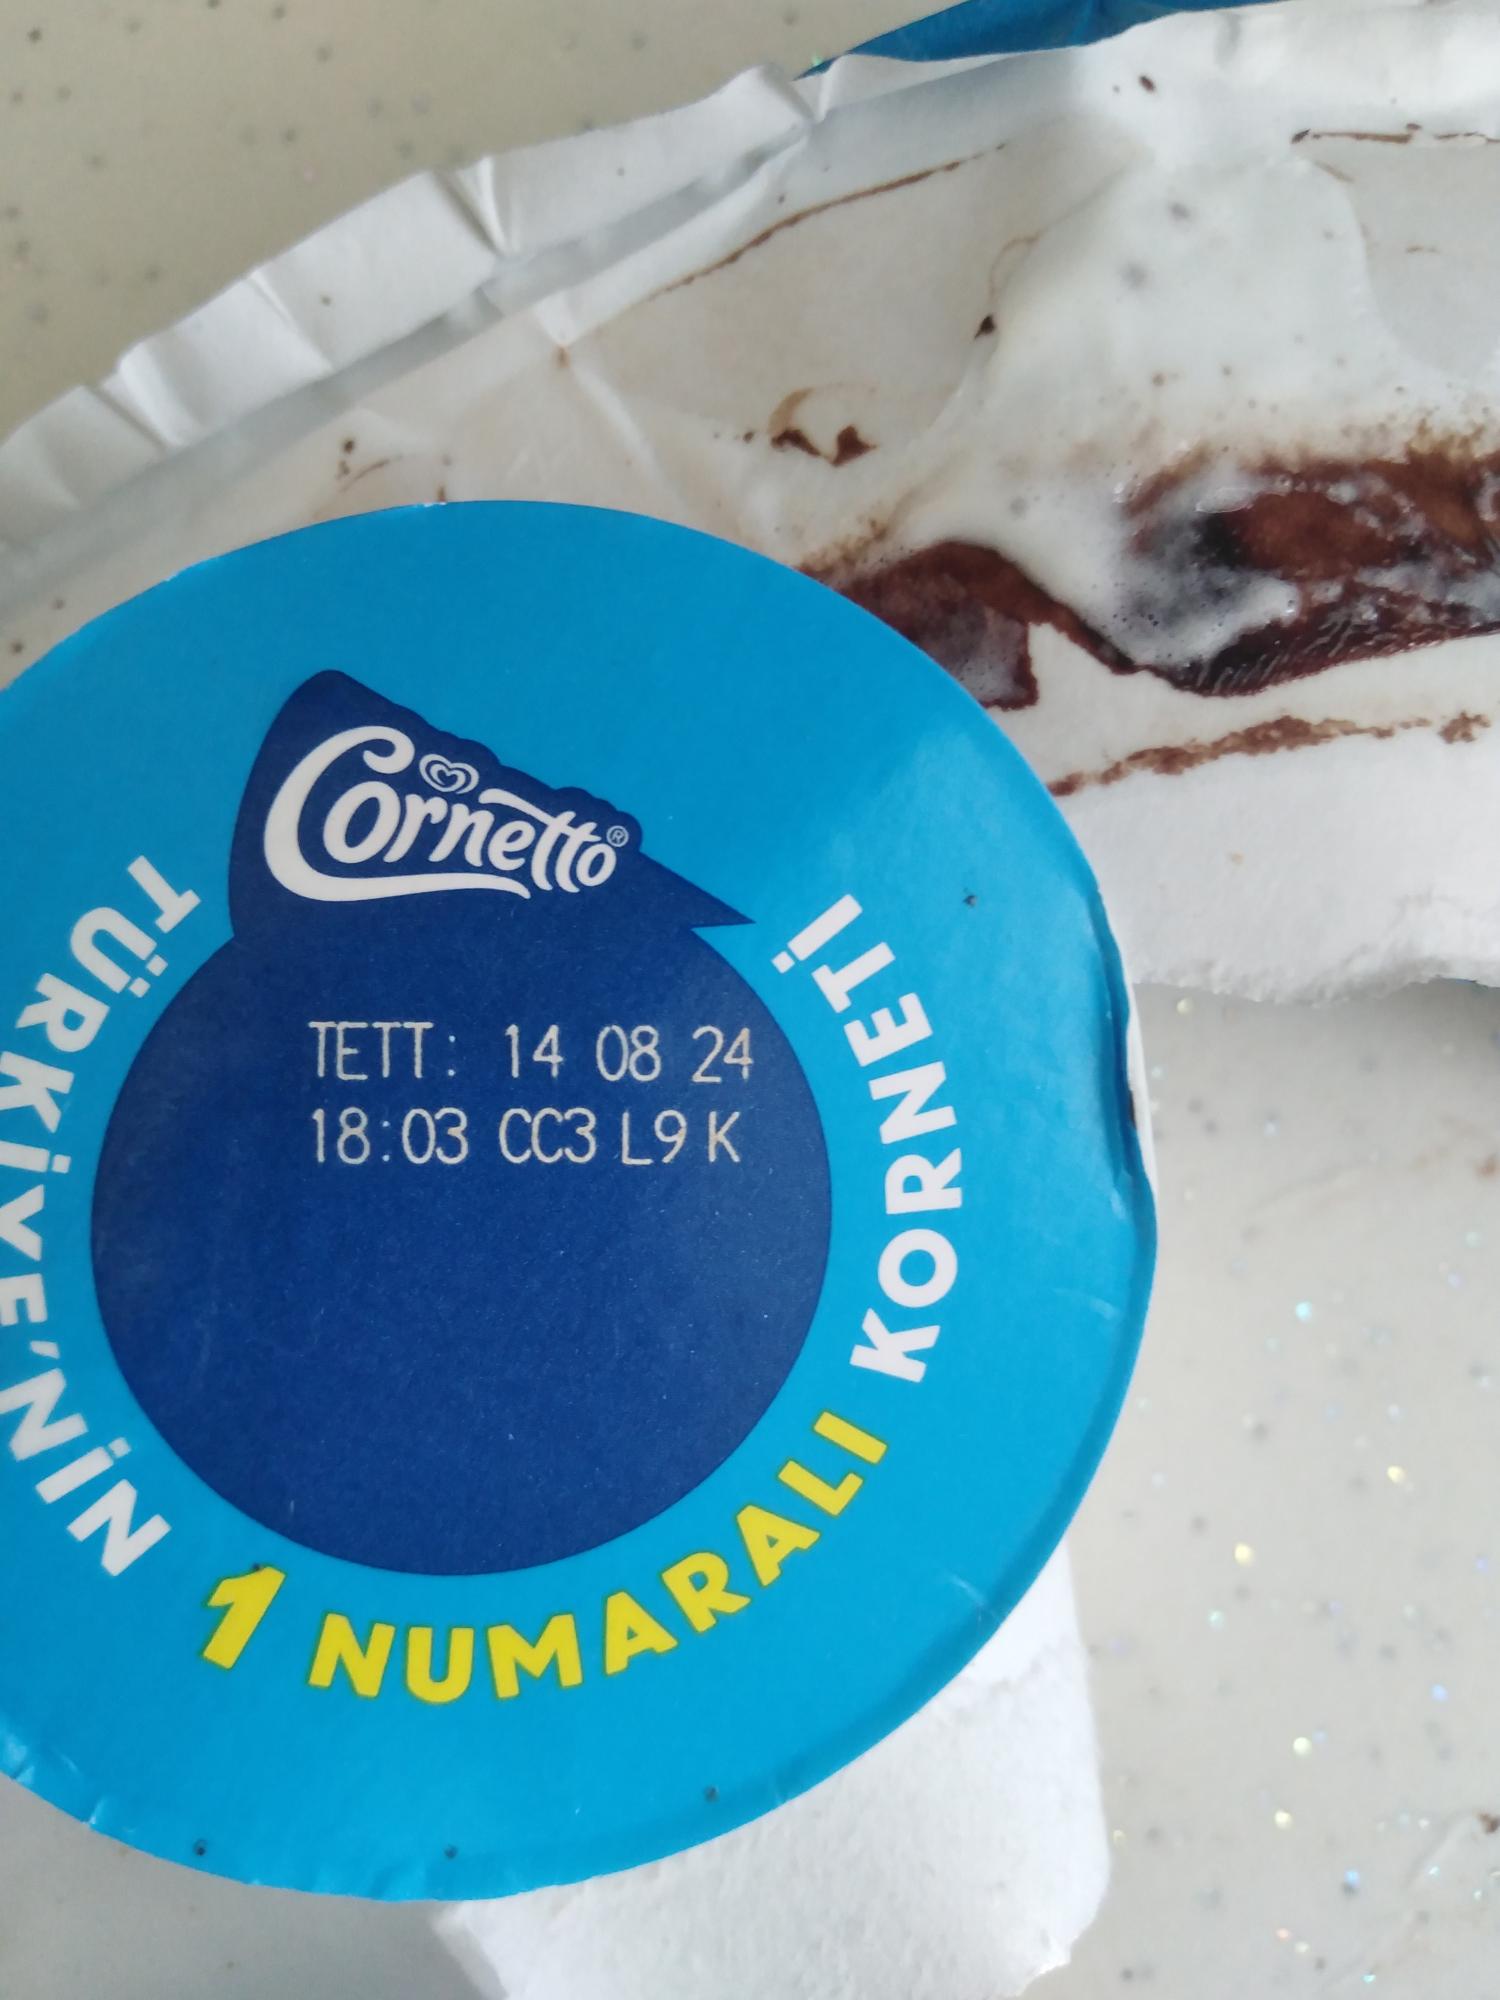 Cornetto®
TETT: 14 08 24
18:03 CC3 L9 K
TÜRKİYE'NİN 1 NUMARALI KORNETİ